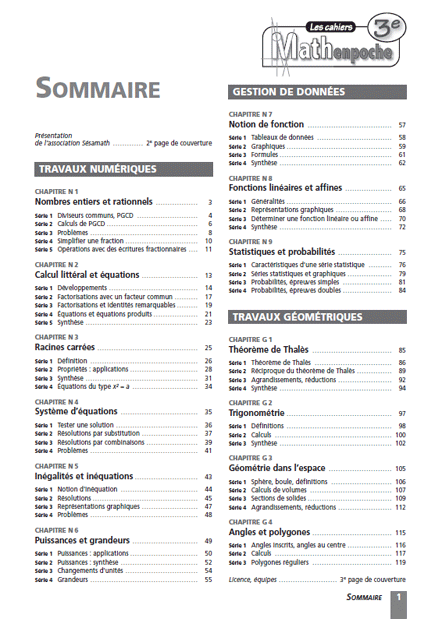 Les cahiers
3e
Mathenpoche
SOMMAIRE
Présentation
de l'association Sésamath ............. 2e page de couverture
TRAVAUX NUMÉRIQUES
CHAPITRE N 1
Nombres entiers et rationnels ............. 3
Série 1 Diviseurs communs, PGCD ............. 4
Série 2 Calculs de PGCD ............. 6
Série 3 Problèmes ............. 8
Série 4 Simplifier une fraction ............. 10
Série 5 Opérations avec des écritures fractionnaires .... 11
CHAPITRE N 2
Calcul littéral et équations ............. 13
Série 1 Développements ............. 14
Série 2 Factorisations avec un facteur commun ....... 17
Série 3 Factorisations et identités remarquables ...... 19
Série 4 Équations et équations produits ............. 21
Série 5 Synthèse ............. 23
CHAPITRE N 3
Racines carrées ............. 25
Série 1 Définition ............. 26
Série 2 Propriétés : applications ............. 28
Série 3 Synthèse ............. 31
Série 4 Équations du type x² = a ............. 34
CHAPITRE N 4
Système d'équations ............. 35
Série 1 Tester une solution ............. 36
Série 2 Résolutions par substitution ............. 37
Série 3 Résolutions par combinaisons ............. 39
Série 4 Problèmes ............. 41
CHAPITRE N 5
Inégalités et inéquations ............. 43
Série 1 Notion d'inéquation ............. 44
Série 2 Résolutions ............. 45
Série 3 Représentations graphiques ............. 47
Série 4 Problèmes ............. 48
CHAPITRE N 6
Puissances et grandeurs ............. 49
Série 1 Puissances : applications ............. 50
Série 2 Puissances : synthèse ............. 52
Série 3 Changements d'unités ............. 54
Série 4 Grandeurs ............. 55
GESTION DE DONNÉES
CHAPITRE N 7
Notion de fonction ............. 57
Série 1 Tableaux de données ............. 58
Série 2 Graphiques ............. 59
Série 3 Formules ............. 61
Série 4 Synthèse ............. 62
CHAPITRE N 8
Fonctions linéaires et affines ............. 65
Série 1 Généralités ............. 66
Série 2 Représentations graphiques ............. 68
Série 3 Déterminer une fonction linéaire ou affine ..... 70
Série 4 Synthèse ............. 72
CHAPITRE N 9
Statistiques et probabilités ............. 75
Série 1 Caractéristiques d'une série statistique ............. 76
Série 2 Séries statistiques et graphiques ............. 79
Série 3 Probabilités, épreuves simples ............. 81
Série 4 Probabilités, épreuves doubles ............. 84
TRAVAUX GÉOMÉTRIQUES
CHAPITRE G 1
Théorème de Thalès ............. 85
Série 1 Théorème de Thalès ............. 86
Série 2 Réciproque du théorème de Thalès ............. 89
Série 3 Agrandissements, réductions ............. 92
Série 4 Synthèse ............. 94
CHAPITRE G 2
Trigonométrie ............. 97
Série 1 Définitions ............. 98
Série 2 Calculs ............. 100
Série 3 Synthèse ............. 102
CHAPITRE G 3
Géométrie dans l'espace ............. 105
Série 1 Sphère, boule, définitions ............. 106
Série 2 Calculs de volumes ............. 107
Série 3 Sections de solides ............. 109
Série 4 Agrandissements, réductions ............. 112
CHAPITRE G 4
Angles et polygones ............. 115
Série 1 Angles inscrits, angles au centre ............. 116
Série 2 Calculs ............. 117
Série 3 Polygones réguliers ............. 119
Licence, équipes ............. 3e page de couverture
SOMMAIRE 1